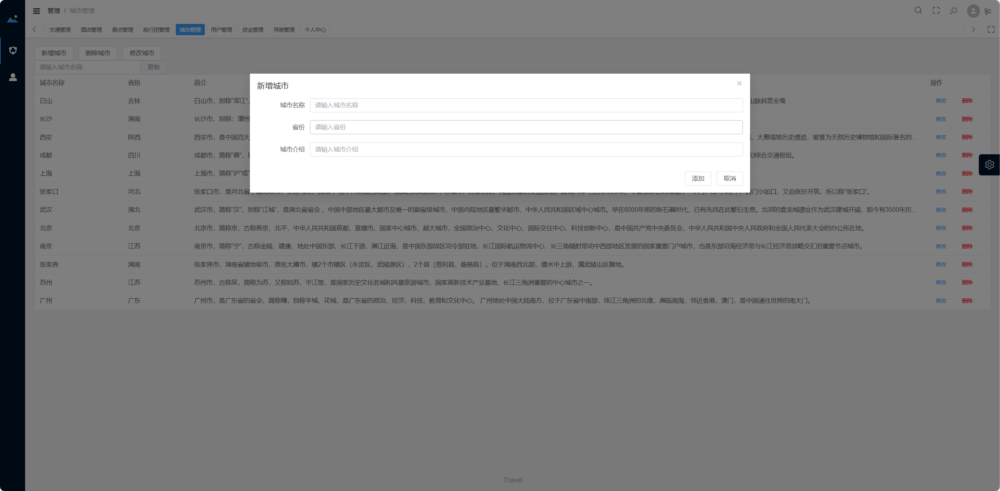 管理 / 城市管理
ljc
交通管理 酒店管理 景点管理 旅行团管理 城市管理 用户管理 资金管理 导游管理 个人中心
新增城市 删除城市 修改城市
请输入城市名称 更新
城市名称 省份 简介 操作
白山 吉林 白山市，别称“浑江”， 山脉斜贯全境 修改 删除
长沙 湖南 长沙市，别称：潭州 修改 删除
西安 陕西 西安市，是中国四大 、大雁塔等历史遗迹，被誉为天然历史博物馆和国际著名的… 修改 删除
成都 四川 成都市，简称“蓉”， 和综合交通枢纽。 修改 删除
上海 上海 上海市，简称“沪”或“ 修改 删除
张家口 河北 张家口市，是河北省 门小如口，又由张珍开筑，所以称“张家口”。 修改 删除
武汉 湖北 武汉市，简称“汉”，别称“江城”，是湖北省省会 ，中国中部地区最大都市及唯一的副省级城市，中国内陆地区最繁华都市、中华人民共和国区域中心城市。早在6000年前的新石器时代，已有先民在此繁衍生息。北郊的盘龙城遗址作为武汉建城开端，距今有3500年历… 修改 删除
北京 北京 北京市，简称京，古称燕京、北平，中华人民共和国首都、直辖市、国家中心城市、超大城市，全国政治中心、文化中心、国际交往中心、科技创新中心，是中国共产党中央委员会、中华人民共和国中央人民政府和全国人民代表大会的办公所在地。 修改 删除
南京 江苏 南京市，简称“宁”，古称金陵、建康，地处中国东部、长江下游、濒江近海，是中国东部战区司令部驻地，长江国际航运物流中心，长三角辐射带动中西部地区发展的国家重要门户城市，也是东部沿海经济带与长江经济带战略交汇的重要节点城市。 修改 删除
张家界 湖南 张家界市，湖南省辖地级市，原名大庸市，辖2个市辖区（永定区、武陵源区）、2个县（慈利县、桑植县）。位于湖南西北部，澧水中上游，属武陵山区腹地。 修改 删除
苏州 江苏 苏州市，古称吴，简称为苏，又称姑苏、平江等，是国家历史文化名城和风景旅游城市，国家高新技术产业基地，长江三角洲重要的中心城市之一。 修改 删除
广州 广东 广州市，是广东省的省会，简称穗，别称羊城、花城，是广东省的政治、经济、科技、教育和文化中心。 广州地处中国大陆南方，位于广东省中南部，珠江三角洲的北缘，濒临南海，邻近香港、澳门，是中国通往世界的南大门。 修改 删除
新增城市
城市名称 请输入城市名称
省份 请输入省份
城市介绍 请输入城市介绍
添加 取消
Travel